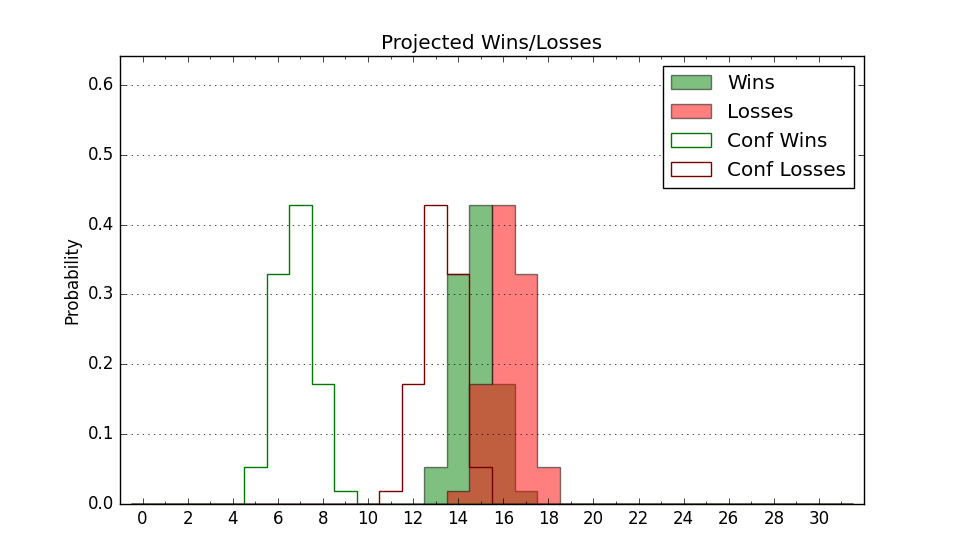 Projected Wins/Losses
Probability
0.6
0.5
0.4
0.3
0.2
0.1
0.0
Wins
Losses
Conf Wins
Conf Losses
0 2 4 6 8 10 12 14 16 18 20 22 24 26 28 30